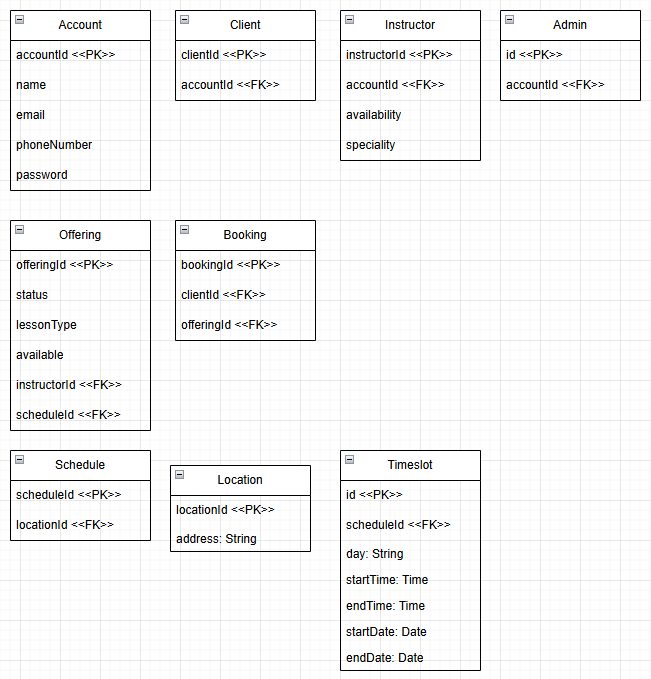 Account
accountId <<PK>>
name
email
phoneNumber
password
Client
clientId <<PK>>
accountId <<FK>>
Instructor
instructorId <<PK>>
accountId <<FK>>
availability
speciality
Admin
id <<PK>>
accountId <<FK>>
Offering
offeringId <<PK>>
status
lessonType
available
instructorId <<FK>>
scheduleId <<FK>>
Booking
bookingId <<PK>>
clientId <<FK>>
offeringId <<FK>>
Schedule
scheduleId <<PK>>
locationId <<FK>>
Location
locationId <<PK>>
address: String
Timeslot
id <<PK>>
scheduleId <<FK>>
day: String
startTime: Time
endTime: Time
startDate: Date
endDate: Date